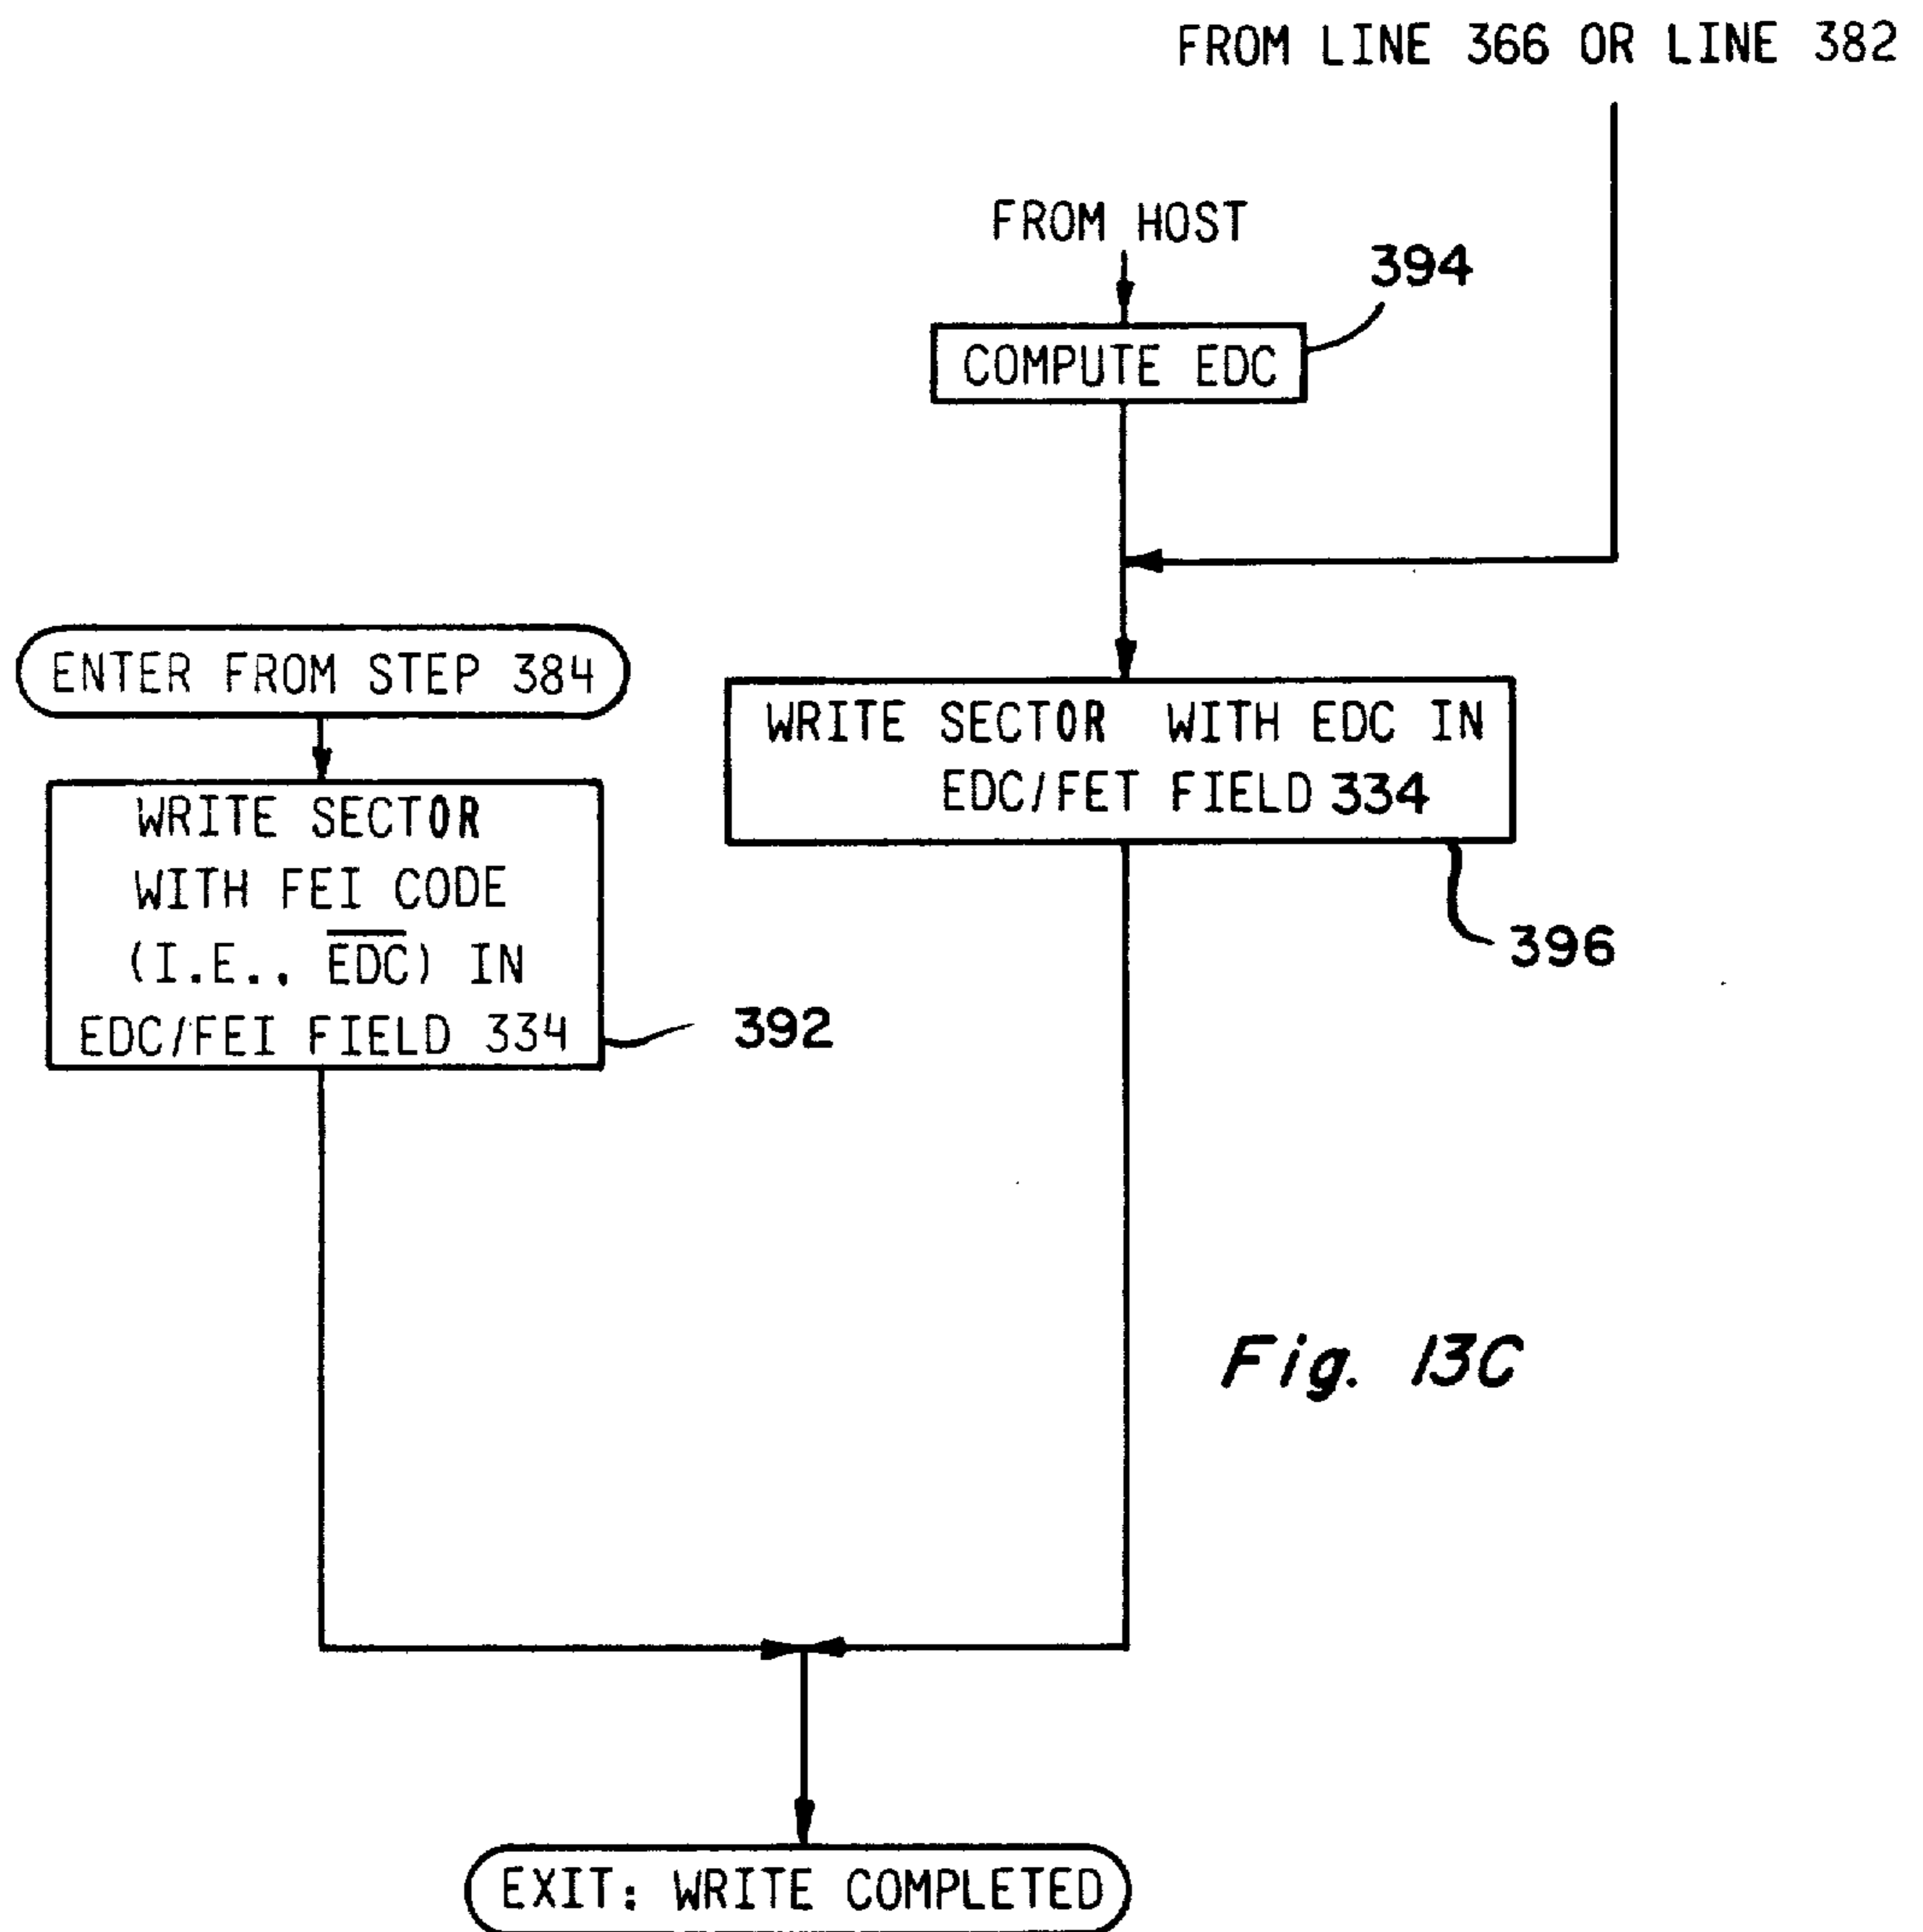 FROM LINE 366 OR LINE 382
FROM HOST
394
COMPUTE EDC
ENTER FROM STEP 384
WRITE SECTOR WITH EDC IN
EDC/FET FIELD 334
396
WRITE SECTOR
WITH FEI CODE
(I.E., E̅D̅C̅) IN
EDC/FEI FIELD 334
392
Fig. 13C
EXIT: WRITE COMPLETED